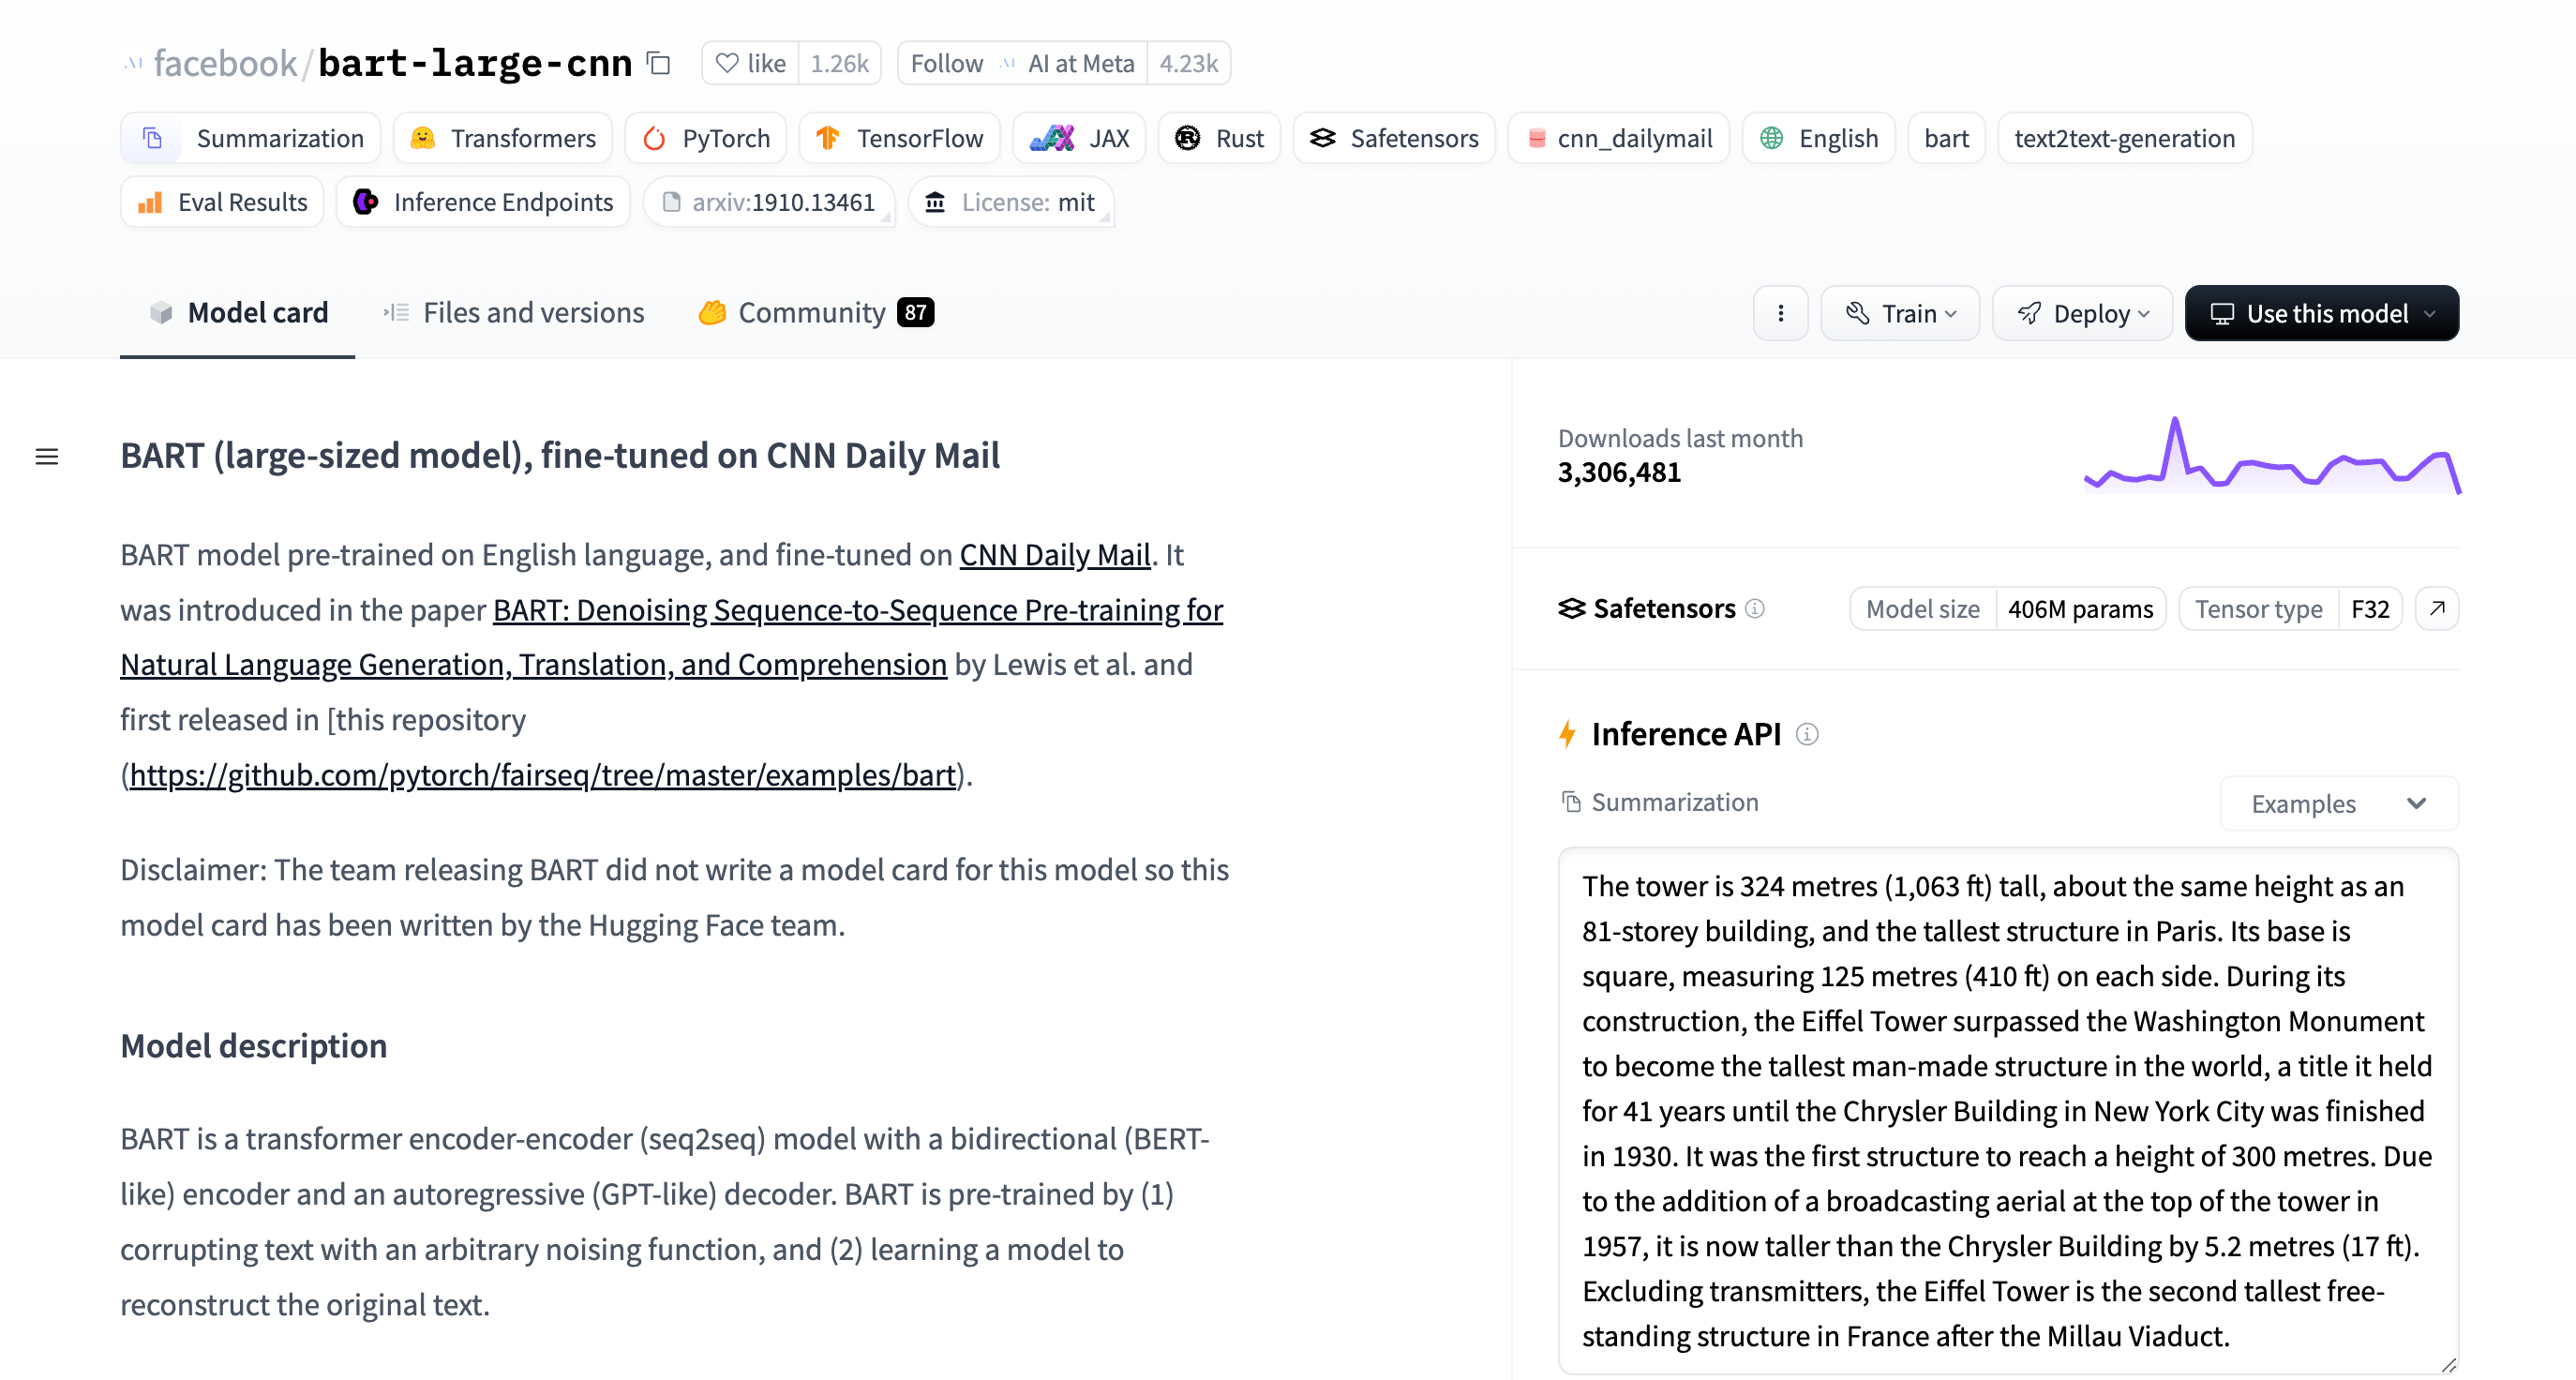 facebook/bart-large-cnn like 1.26k Follow AI at Meta 4.23k
Summarization Transformers PyTorch TensorFlow JAX Rust Safetensors cnn_dailymail English bart text2text-generation
Eval Results Inference Endpoints arxiv:1910.13461 License: mit
Model card Files and versions Community 87 Train Deploy Use this model
BART (large-sized model), fine-tuned on CNN Daily Mail
BART model pre-trained on English language, and fine-tuned on CNN Daily Mail. It
was introduced in the paper BART: Denoising Sequence-to-Sequence Pre-training for
Natural Language Generation, Translation, and Comprehension by Lewis et al. and
first released in [this repository
(https://github.com/pytorch/fairseq/tree/master/examples/bart).
Disclaimer: The team releasing BART did not write a model card for this model so this
model card has been written by the Hugging Face team.
Model description
BART is a transformer encoder-encoder (seq2seq) model with a bidirectional (BERT-
like) encoder and an autoregressive (GPT-like) decoder. BART is pre-trained by (1)
corrupting text with an arbitrary noising function, and (2) learning a model to
reconstruct the original text.
Downloads last month
3,306,481
Safetensors Model size 406M params Tensor type F32
Inference API
Summarization Examples
The tower is 324 metres (1,063 ft) tall, about the same height as an
81-storey building, and the tallest structure in Paris. Its base is
square, measuring 125 metres (410 ft) on each side. During its
construction, the Eiffel Tower surpassed the Washington Monument
to become the tallest man-made structure in the world, a title it held
for 41 years until the Chrysler Building in New York City was finished
in 1930. It was the first structure to reach a height of 300 metres. Due
to the addition of a broadcasting aerial at the top of the tower in
1957, it is now taller than the Chrysler Building by 5.2 metres (17 ft).
Excluding transmitters, the Eiffel Tower is the second tallest free-
standing structure in France after the Millau Viaduct.